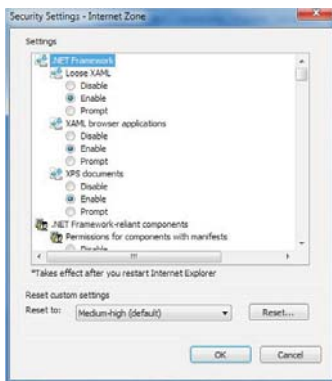 Security Settings - Internet Zone
Settings
.NET Framework
Loose XAML
Disable
Enable
Prompt
XAML browser applications
Disable
Enable
Prompt
XPS documents
Disable
Enable
Prompt
.NET Framework-reliant components
Permissions for components with manifests
Disable
*Takes effect after you restart Internet Explorer
Reset custom settings
Reset to: Medium-high (default) Reset...
OK Cancel